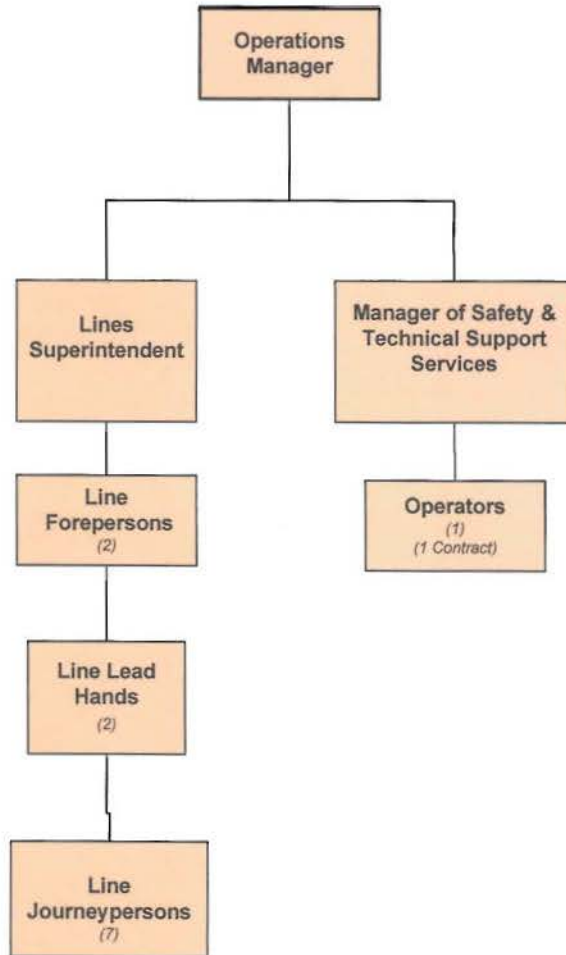 Operations
Manager
Lines
Superintendent
Manager of Safety &
Technical Support
Services
Line
Forepersons
(2)
Operators
(1)
(1 Contract)
Line Lead
Hands
(2)
Line
Journeypersons
(7)